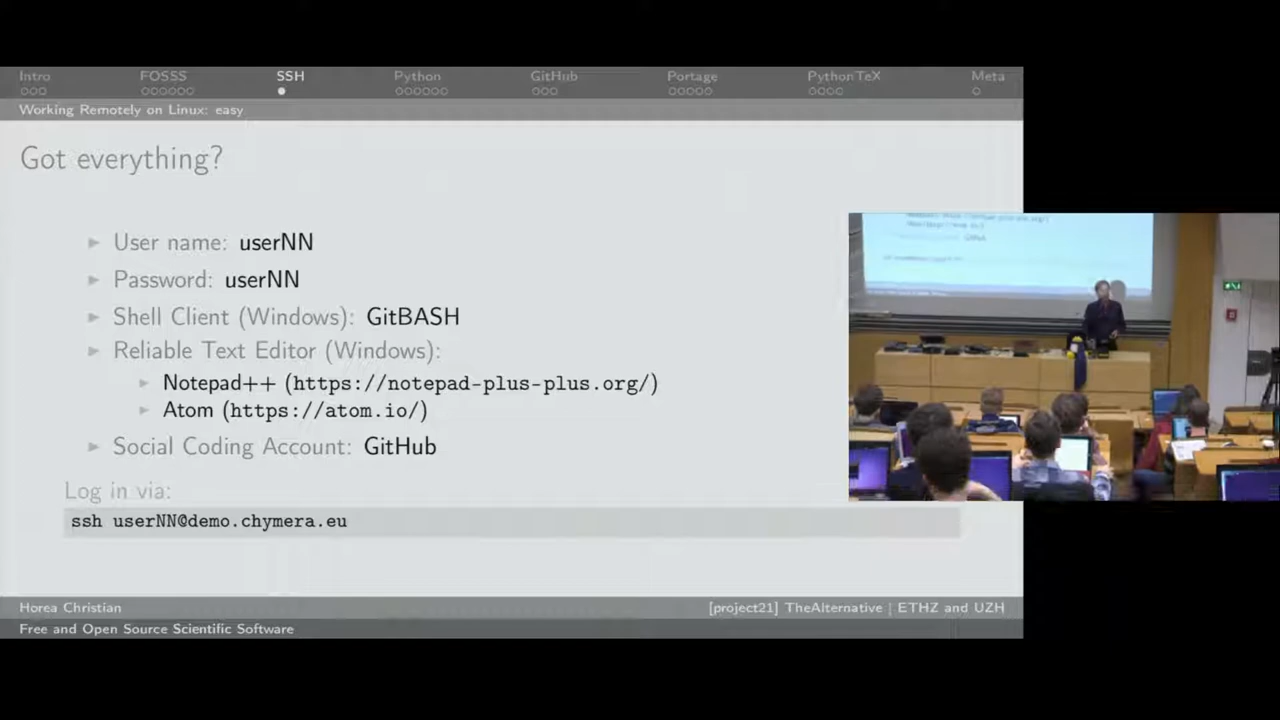 Intro FOSSS SSH Python GitHub Portage PythonTeX Meta
Working Remotely on Linux: easy
Got everything?
User name: userNN
Password: userNN
Shell Client (Windows): GitBASH
Reliable Text Editor (Windows):
Notepad++ (https://notepad-plus-plus.org/)
Atom (https://atom.io/)
Social Coding Account: GitHub
Log in via:
ssh userNN@demo.chymera.eu
Horea Christian [project21] TheAlternative | ETHZ and UZH
Free and Open Source Scientific Software